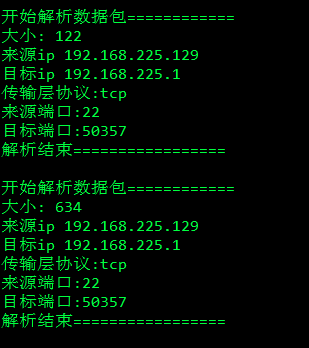 开始解析数据包============
大小: 122
来源ip 192.168.225.129
目标ip 192.168.225.1
传输层协议:tcp
来源端口:22
目标端口:50357
解析结束=================
开始解析数据包============
大小: 634
来源ip 192.168.225.129
目标ip 192.168.225.1
传输层协议:tcp
来源端口:22
目标端口:50357
解析结束=================